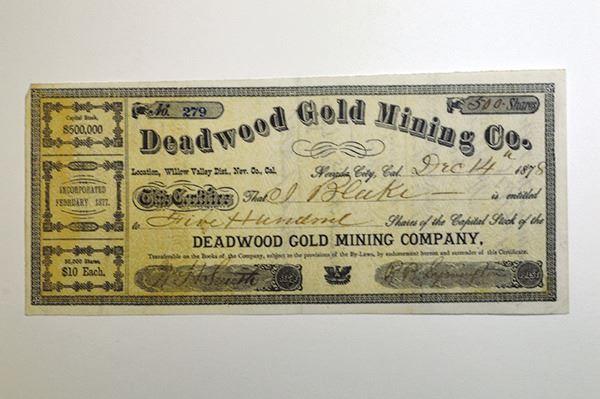 Capital Stock,
$500,000
INCORPORATED
FEBRUARY, 1877.
50,000 Shares,
$10 Each.
No. 279
500 Shares
Deadwood Gold Mining Co.
Location, Willow Valley Dist., Nev. Co., Cal.
Nevada City, Cal. Dec 14th 1878
This Certifies That J Blake is entitled
to Five Hundred Shares of the Capital Stock of the
DEADWOOD GOLD MINING COMPANY,
Transferable on the Books of the Company, subject to the provisions of the By-Laws, by endorsement hereon and surrender of this Certificate.
Smith